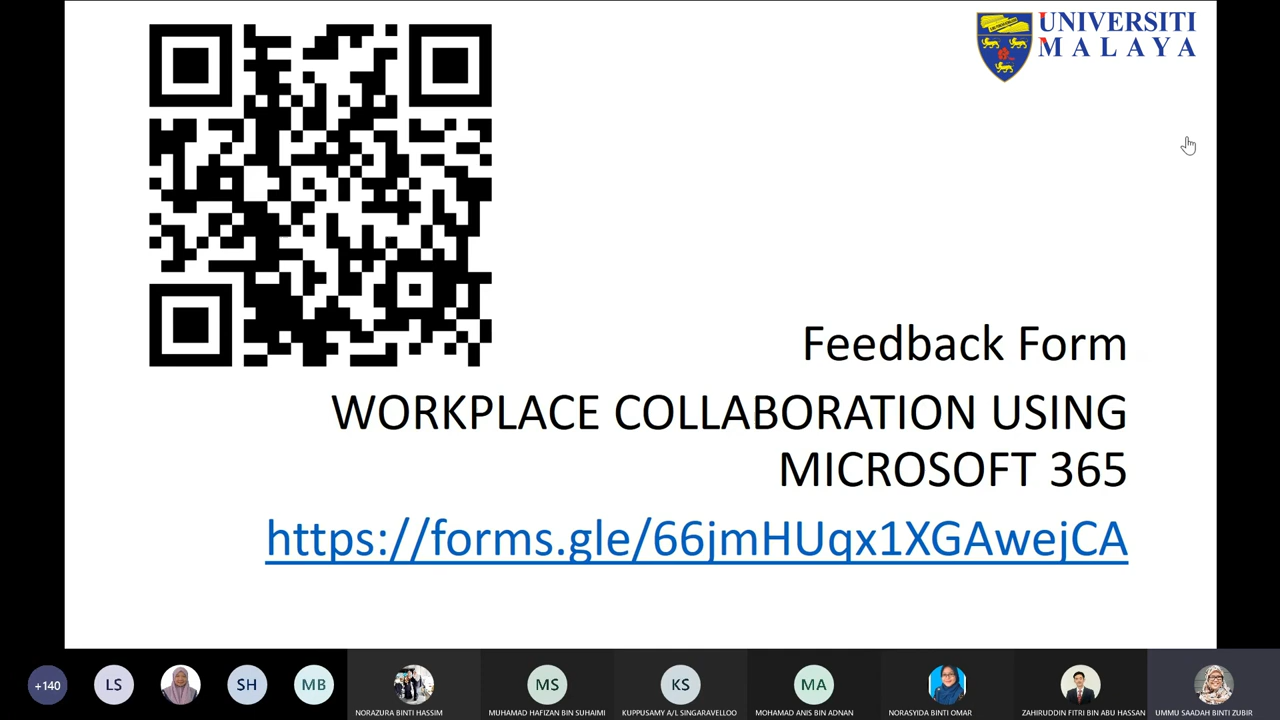 UNIVERSITI
MALAYA
Feedback Form
WORKPLACE COLLABORATION USING
MICROSOFT 365
https://forms.gle/66jmHUqx1XGAwejCA
+140
LS
SH
MB
MS
KS
MA
NORAZURA BINTI HASSIM
MUHAMAD HAFIZAN BIN SUHAIMI
KUPPUSAMY A/L SINGARAVELLOO
MOHAMAD ANIS BIN ADNAN
NORASYIDA BINTI OMAR
ZAHIRUDDIN FITRI BIN ABU HASSAN
UMMU SAADAH BINTI ZUBIR